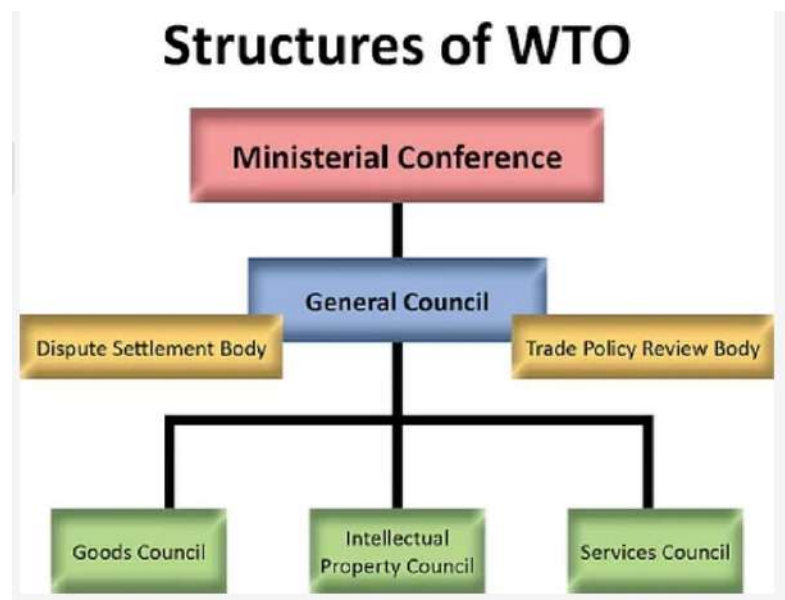 Structures of WTO
Ministerial Conference
General Council
Dispute Settlement Body
Trade Policy Review Body
Goods Council
Intellectual
Property Council
Services Council